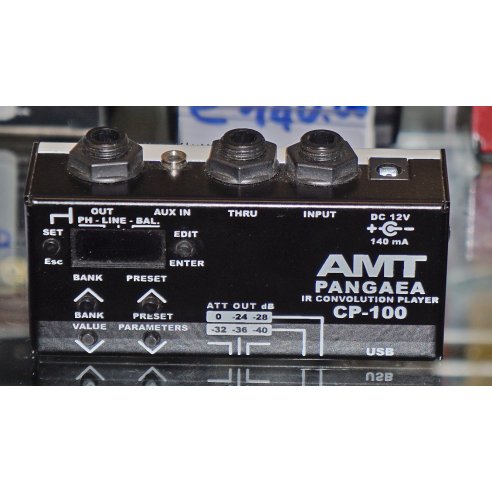 €440.00
OUT
AUX IN
THRU
INPUT
DC 12V
PH - LINE - BAL.
140 mA
SET
EDIT
Esc
ENTER
AMT
BANK
PRESET
PANGAEA
IR CONVOLUTION PLAYER
ATT OUT dB
BANK
PRESET
CP-100
0 -24 -28
VALUE
PARAMETERS
-32 -36 -40
USB